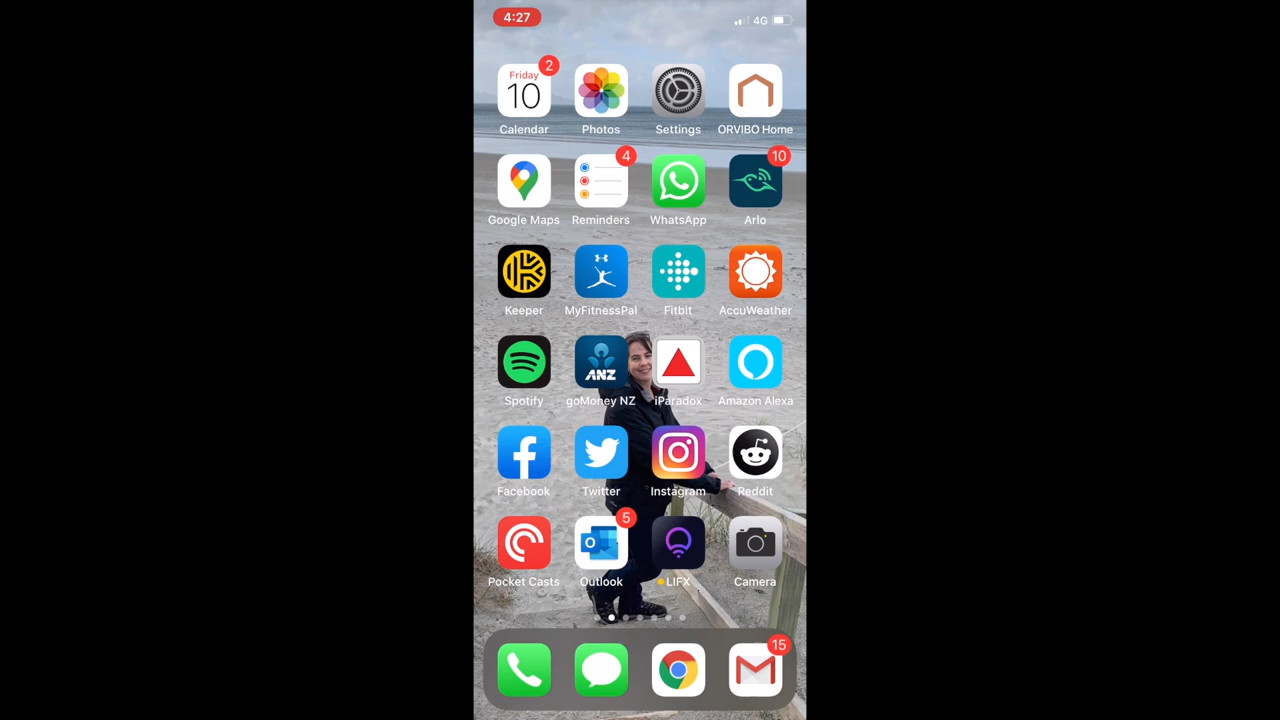 4:27
4G
2
Friday
10
Calendar
Photos
Settings
ORVIBO Home
4
10
Google Maps
Reminders
WhatsApp
Arlo
Keeper
MyFitnessPal
Fitbit
AccuWeather
ANZ
Spotify
goMoney NZ
iParadox
Amazon Alexa
Facebook
Twitter
Instagram
Reddit
5
O
Pocket Casts
Outlook
LIFX
Camera
15